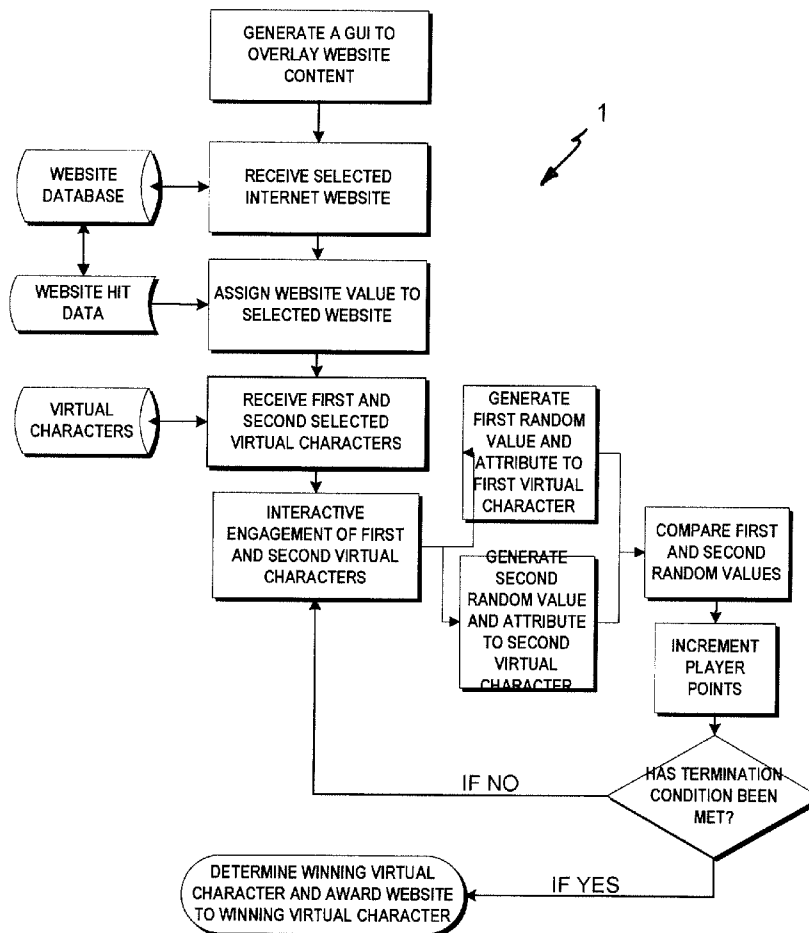 GENERATE A GUI TO
OVERLAY WEBSITE
CONTENT
1
WEBSITE
DATABASE
RECEIVE SELECTED
INTERNET WEBSITE
WEBSITE HIT
DATA
ASSIGN WEBSITE VALUE TO
SELECTED WEBSITE
VIRTUAL
CHARACTERS
RECEIVE FIRST AND
SECOND SELECTED
VIRTUAL CHARACTERS
GENERATE
FIRST RANDOM
VALUE AND
ATTRIBUTE TO
FIRST VIRTUAL
CHARACTER
INTERACTIVE
ENGAGEMENT OF FIRST
AND SECOND VIRTUAL
CHARACTERS
GENERATE
SECOND
RANDOM VALUE
AND ATTRIBUTE
TO SECOND
VIRTUAL
CHARACTER
COMPARE FIRST
AND SECOND
RANDOM VALUES
INCREMENT
PLAYER
POINTS
HAS TERMINATION
CONDITION BEEN
MET?
IF NO
IF YES
DETERMINE WINNING VIRTUAL
CHARACTER AND AWARD WEBSITE
TO WINNING VIRTUAL CHARACTER